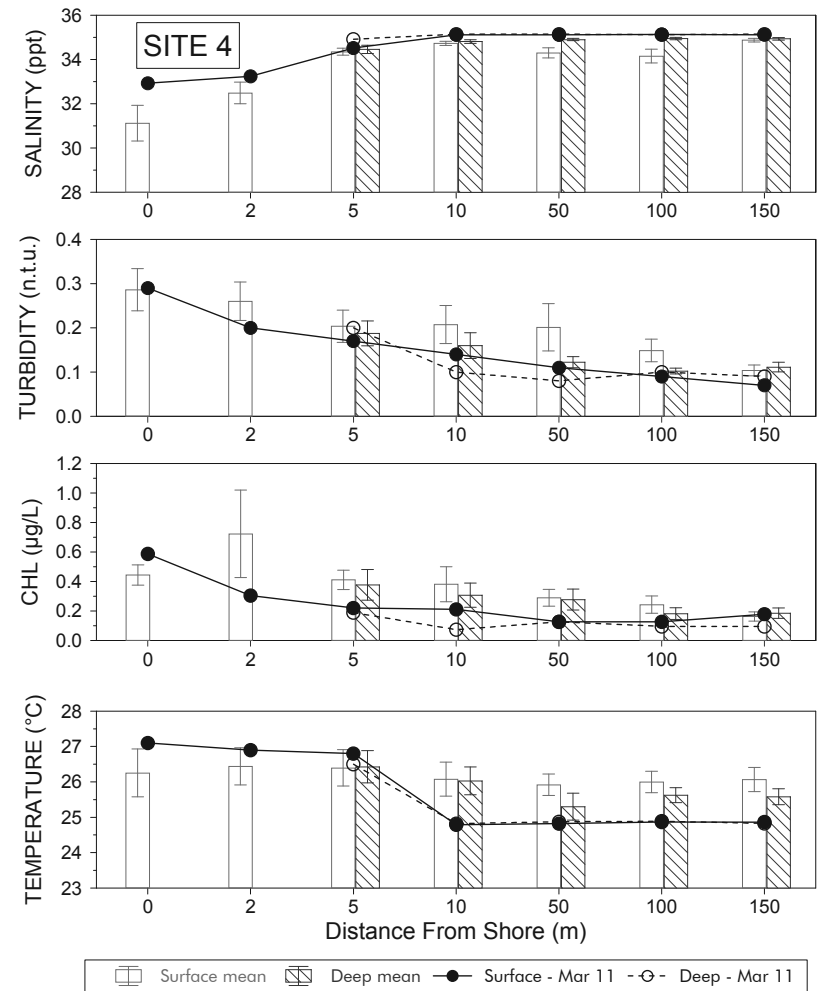 SITE 4
SALINITY (ppt)
36
34
32
30
28
0 2 5 10 50 100 150
TURBIDITY (n.t.u.)
0.4
0.3
0.2
0.1
0.0
0 2 5 10 50 100 150
CHL (µg/L)
1.2
1.0
0.8
0.6
0.4
0.2
0.0
0 2 5 10 50 100 150
TEMPERATURE (°C)
28
27
26
25
24
23
0 2 5 10 50 100 150
Distance From Shore (m)
Surface mean Deep mean Surface - Mar 11 Deep - Mar 11